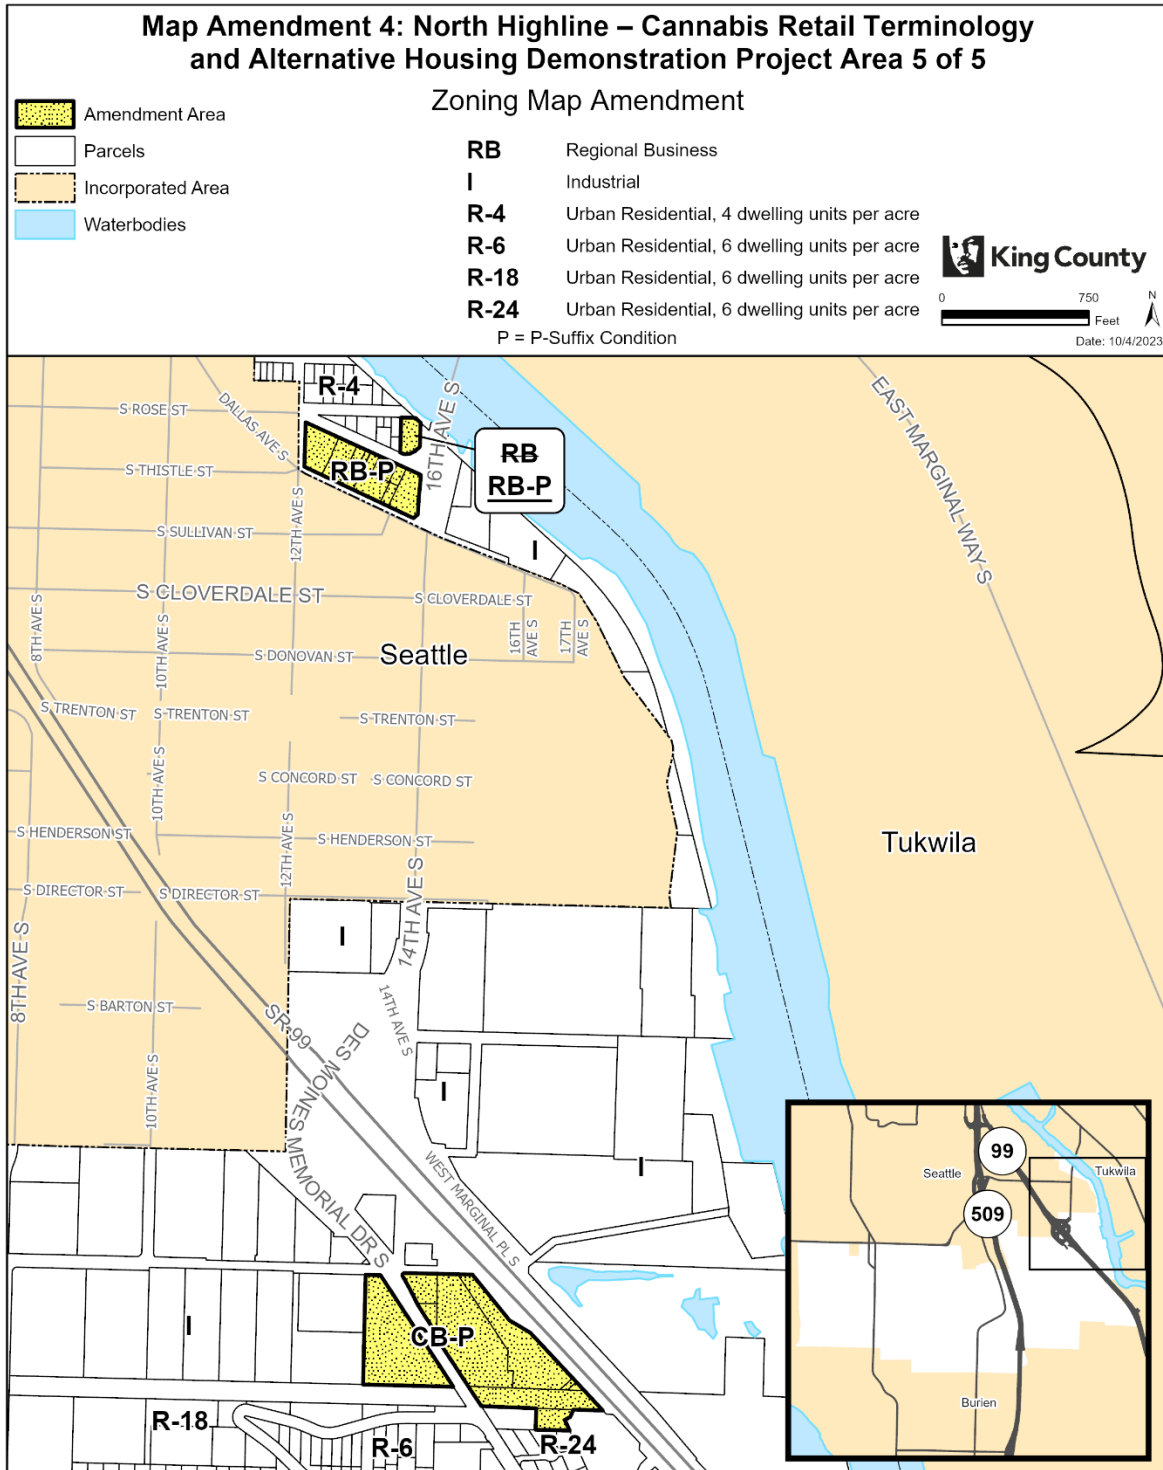 Map Amendment 4: North Highline – Cannabis Retail Terminology
and Alternative Housing Demonstration Project Area 5 of 5
Zoning Map Amendment
Amendment Area
Parcels
Incorporated Area
Waterbodies
RB Regional Business
I Industrial
R-4 Urban Residential, 4 dwelling units per acre
R-6 Urban Residential, 6 dwelling units per acre
R-18 Urban Residential, 6 dwelling units per acre
R-24 Urban Residential, 6 dwelling units per acre
P = P-Suffix Condition
King County
0 750
Feet
N
Date: 10/4/2023
R-4
S ROSE ST
DALLAS AVE S
16TH AVE S
EAST MARGINAL WAY S
RB
RB-P
RB-P
S THISTLE ST
12TH AVE S
S SULLIVAN ST
I
S CLOVERDALE ST
S CLOVERDALE ST
8TH AVE S
10TH AVE S
16TH
AVE S
17TH
AVE S
S DONOVAN ST
Seattle
S TRENTON ST
S TRENTON ST
S TRENTON ST
10TH AVE S
S CONCORD ST
S CONCORD ST
S HENDERSON ST
12TH AVE S
S HENDERSON ST
Tukwila
S DIRECTOR ST
S DIRECTOR ST
14TH AVE S
I
8TH AVE S
S BARTON ST
SR-99
14TH AVE S
10TH AVE S
DES MOINES MEMORIAL DR S
I
WEST MARGINAL PL S
I
I
CB-P
R-18
R-6
R-24
99
Seattle
Tukwila
509
Burien